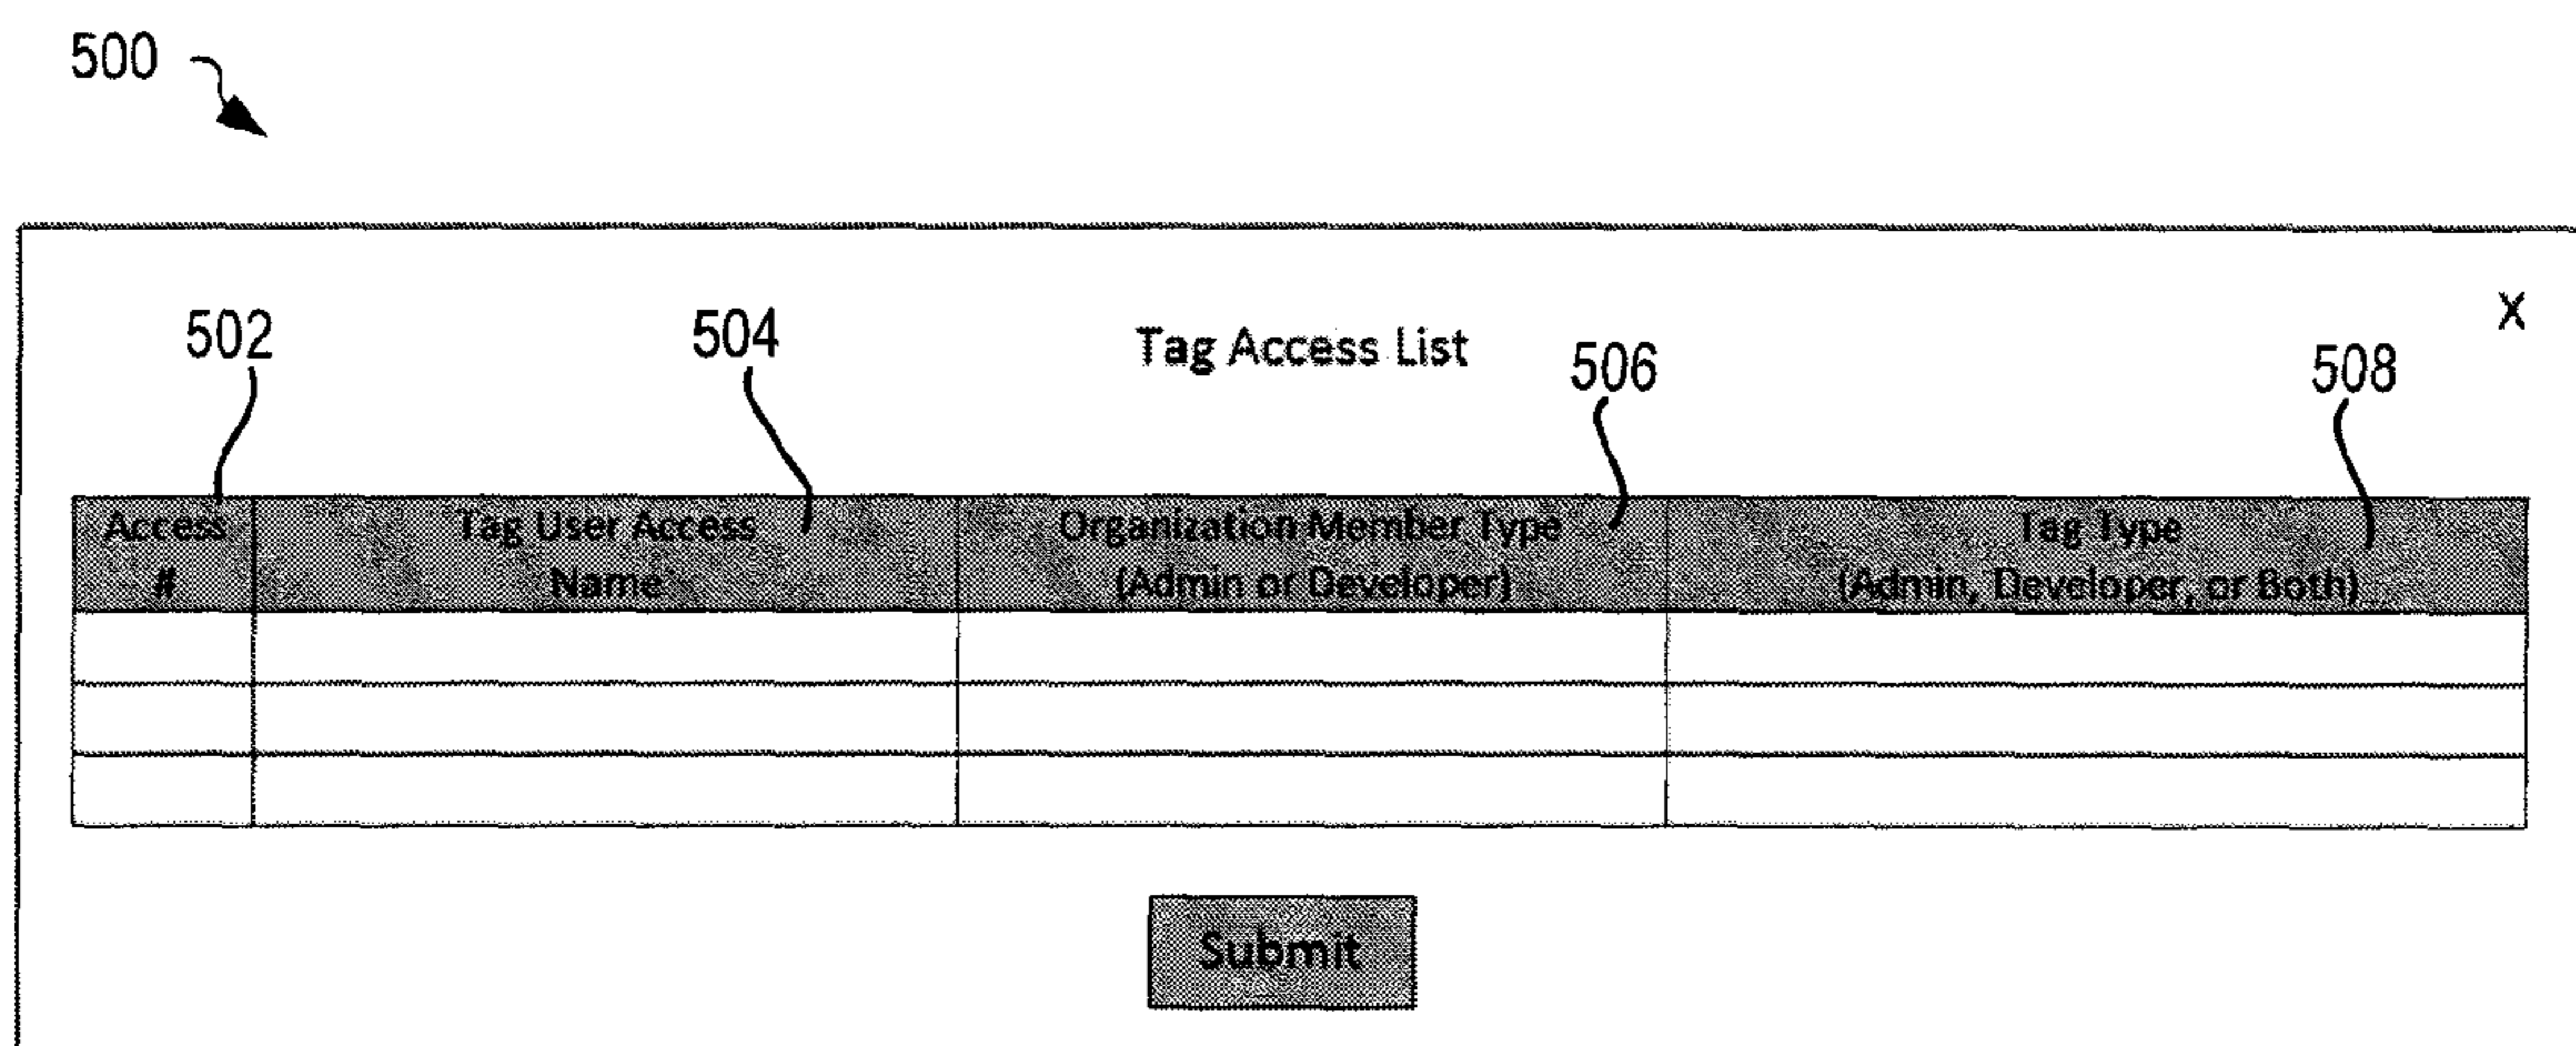 500
X
502
504
Tag Access List
506
508
Access
#
Tag User Access
Name
Organization Member Type
(Admin or Developer)
Tag Type
(Admin, Developer, or Both)
Submit